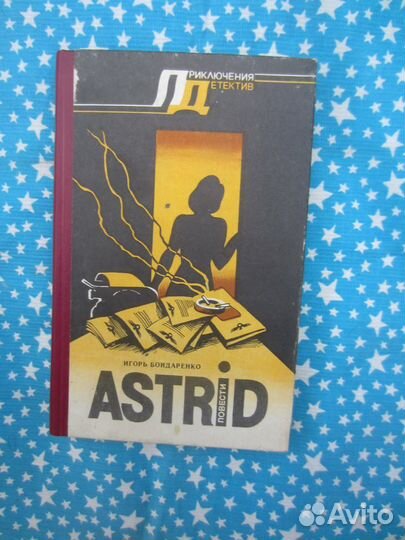 ПРИКЛЮЧЕНИЯ
ДЕТЕКТИВ
ИГОРЬ БОНДАРЕНКО
ASTRiD
ПОВЕСТИ
Avito